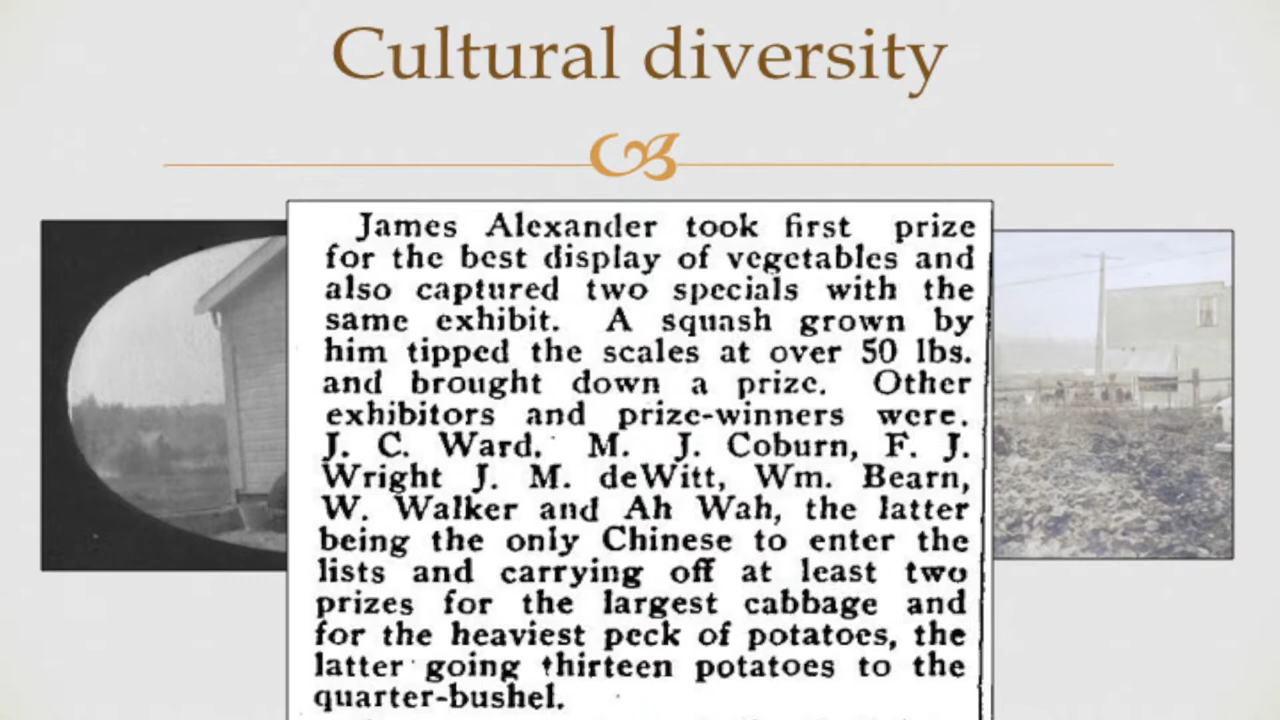 Cultural diversity
James Alexander took first prize
for the best display of vegetables and
also captured two specials with the
same exhibit. A squash grown by
him tipped the scales at over 50 lbs.
and brought down a prize. Other
exhibitors and prize-winners were.
J. C. Ward. M. J. Coburn, F. J.
Wright J. M. deWitt, Wm. Bearn,
W. Walker and Ah Wah, the latter
being the only Chinese to enter the
lists and carrying off at least two
prizes for the largest cabbage and
for the heaviest peck of potatoes, the
latter going thirteen potatoes to the
quarter-bushel.